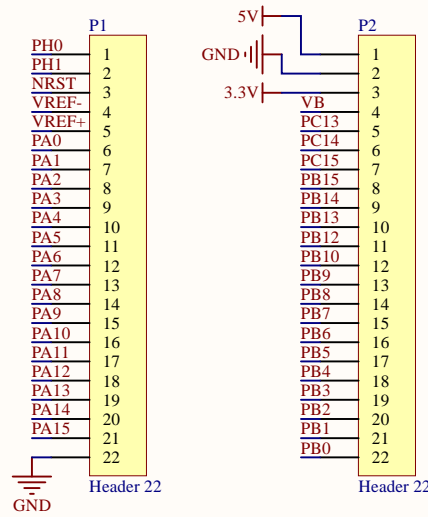 P1
PH0 1
PH1 2
NRST 3
VREF- 4
VREF+ 5
PA0 6
PA1 7
PA2 8
PA3 9
PA4 10
PA5 11
PA6 12
PA7 13
PA8 14
PA9 15
PA10 16
PA11 17
PA12 18
PA13 19
PA14 20
PA15 21
22
GND
Header 22
P2
5V 1
GND 2
3.3V 3
VB 4
PC13 5
PC14 6
PC15 7
PB15 8
PB14 9
PB13 10
PB12 11
PB10 12
PB9 13
PB8 14
PB7 15
PB6 16
PB5 17
PB4 18
PB3 19
PB2 20
PB1 21
PB0 22
Header 22